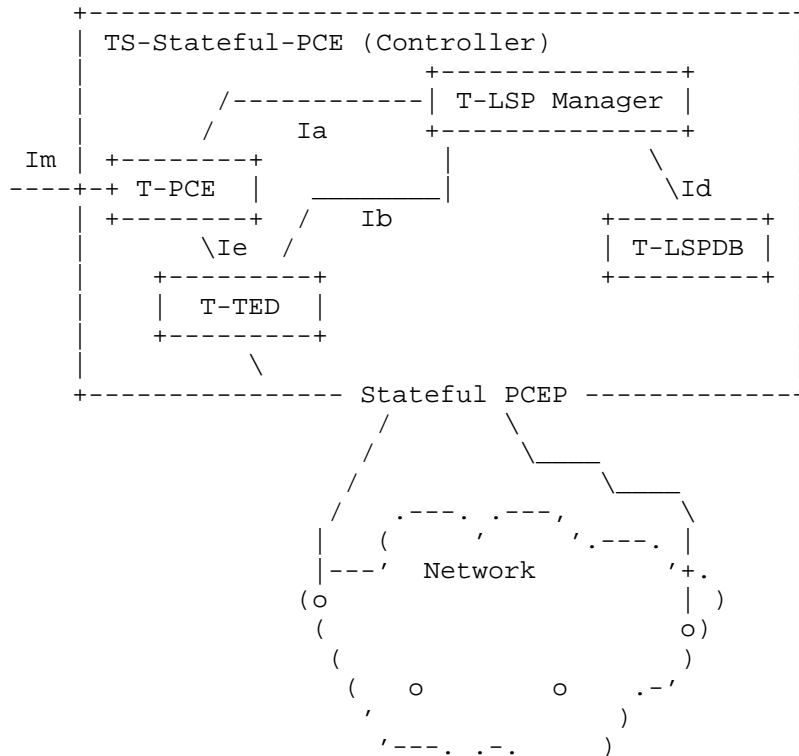 TS-Stateful-PCE (Controller)
T-LSP Manager
Ia
Im
T-PCE
Id
Ib
Ie
T-LSPDB
T-TED
Stateful PCEP
Network
o
o
o o